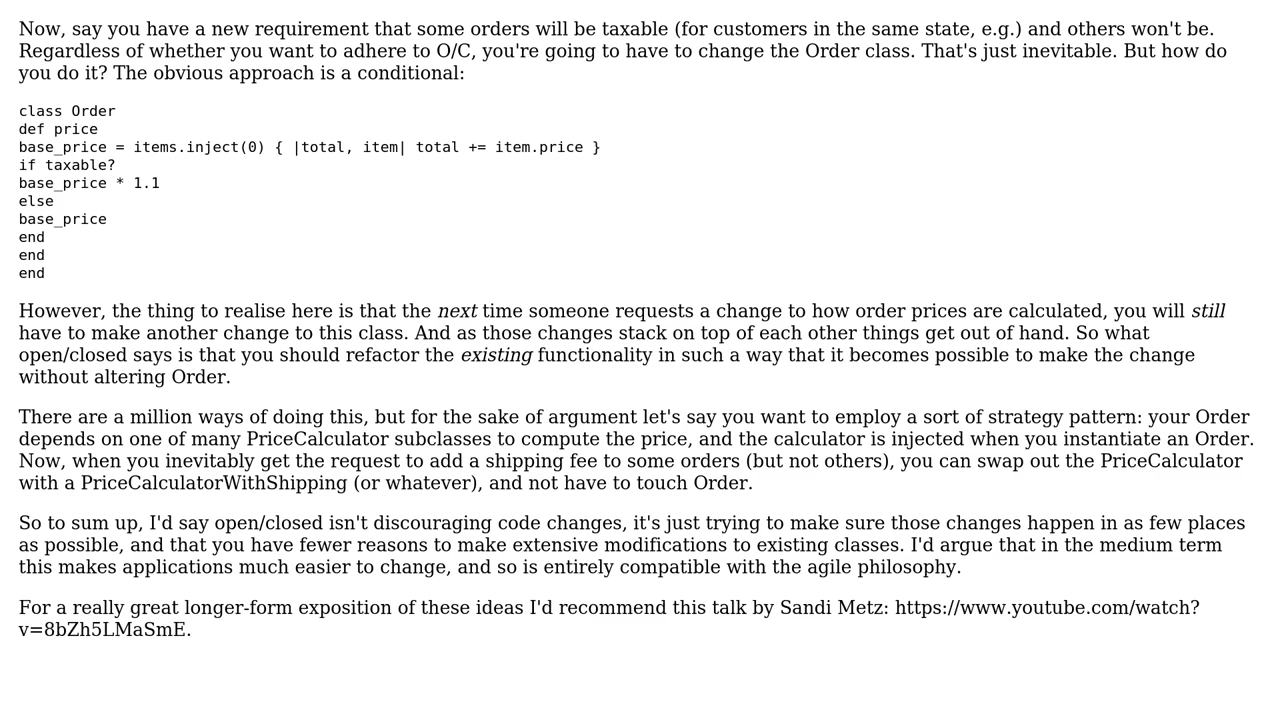 Now, say you have a new requirement that some orders will be taxable (for customers in the same state, e.g.) and others won't be.
Regardless of whether you want to adhere to O/C, you're going to have to change the Order class. That's just inevitable. But how do
you do it? The obvious approach is a conditional:
class Order
def price
base_price = items.inject(0) { |total, item| total += item.price }
if taxable?
base_price * 1.1
else
base_price
end
end
end
However, the thing to realise here is that the next time someone requests a change to how order prices are calculated, you will still
have to make another change to this class. And as those changes stack on top of each other things get out of hand. So what
open/closed says is that you should refactor the existing functionality in such a way that it becomes possible to make the change
without altering Order.
There are a million ways of doing this, but for the sake of argument let's say you want to employ a sort of strategy pattern: your Order
depends on one of many PriceCalculator subclasses to compute the price, and the calculator is injected when you instantiate an Order.
Now, when you inevitably get the request to add a shipping fee to some orders (but not others), you can swap out the PriceCalculator
with a PriceCalculatorWithShipping (or whatever), and not have to touch Order.
So to sum up, I'd say open/closed isn't discouraging code changes, it's just trying to make sure those changes happen in as few places
as possible, and that you have fewer reasons to make extensive modifications to existing classes. I'd argue that in the medium term
this makes applications much easier to change, and so is entirely compatible with the agile philosophy.
For a really great longer-form exposition of these ideas I'd recommend this talk by Sandi Metz: https://www.youtube.com/watch?
v=8bZh5LMaSmE.